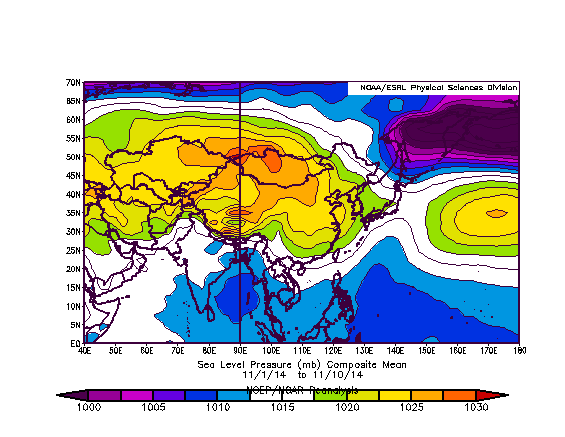 NOAA/ESRL Physical Sciences Division
70N
65N
60N
55N
50N
45N
40N
35N
30N
25N
20N
15N
10N
5N
EQ
40E 50E 60E 70E 80E 90E 100E 110E 120E 130E 140E 150E 160E 170E 180
Sea Level Pressure (mb) Composite Mean
11/1/14 to 11/10/14
NCEP/NCAR Reanalysis
1000 1005 1010 1015 1020 1025 1030